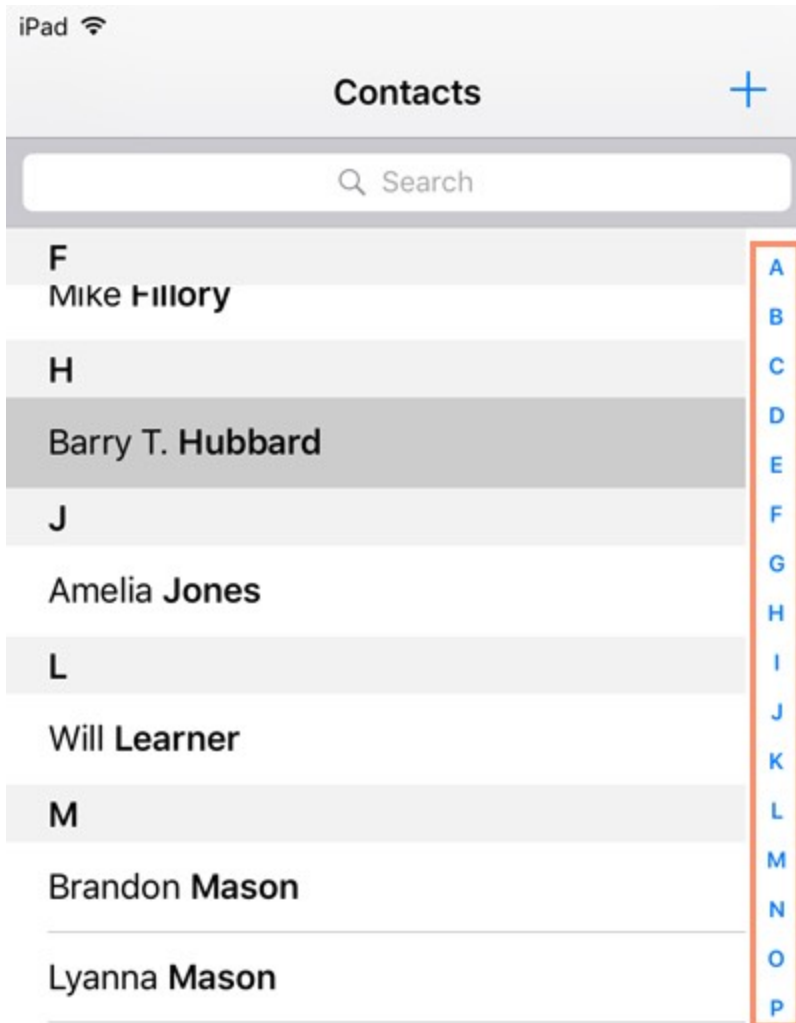 iPad
Contacts +
Search
F
Mike Fillory
H
Barry T. Hubbard
J
Amelia Jones
L
Will Learner
M
Brandon Mason
Lyanna Mason
A
B
C
D
E
F
G
H
I
J
K
L
M
N
O
P